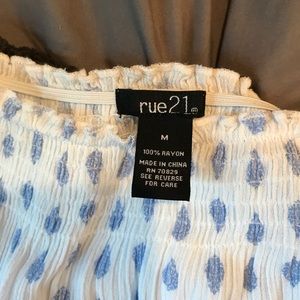 rue21
M
100% RAYON
MADE IN CHINA
RN 70829
SEE REVERSE
FOR CARE